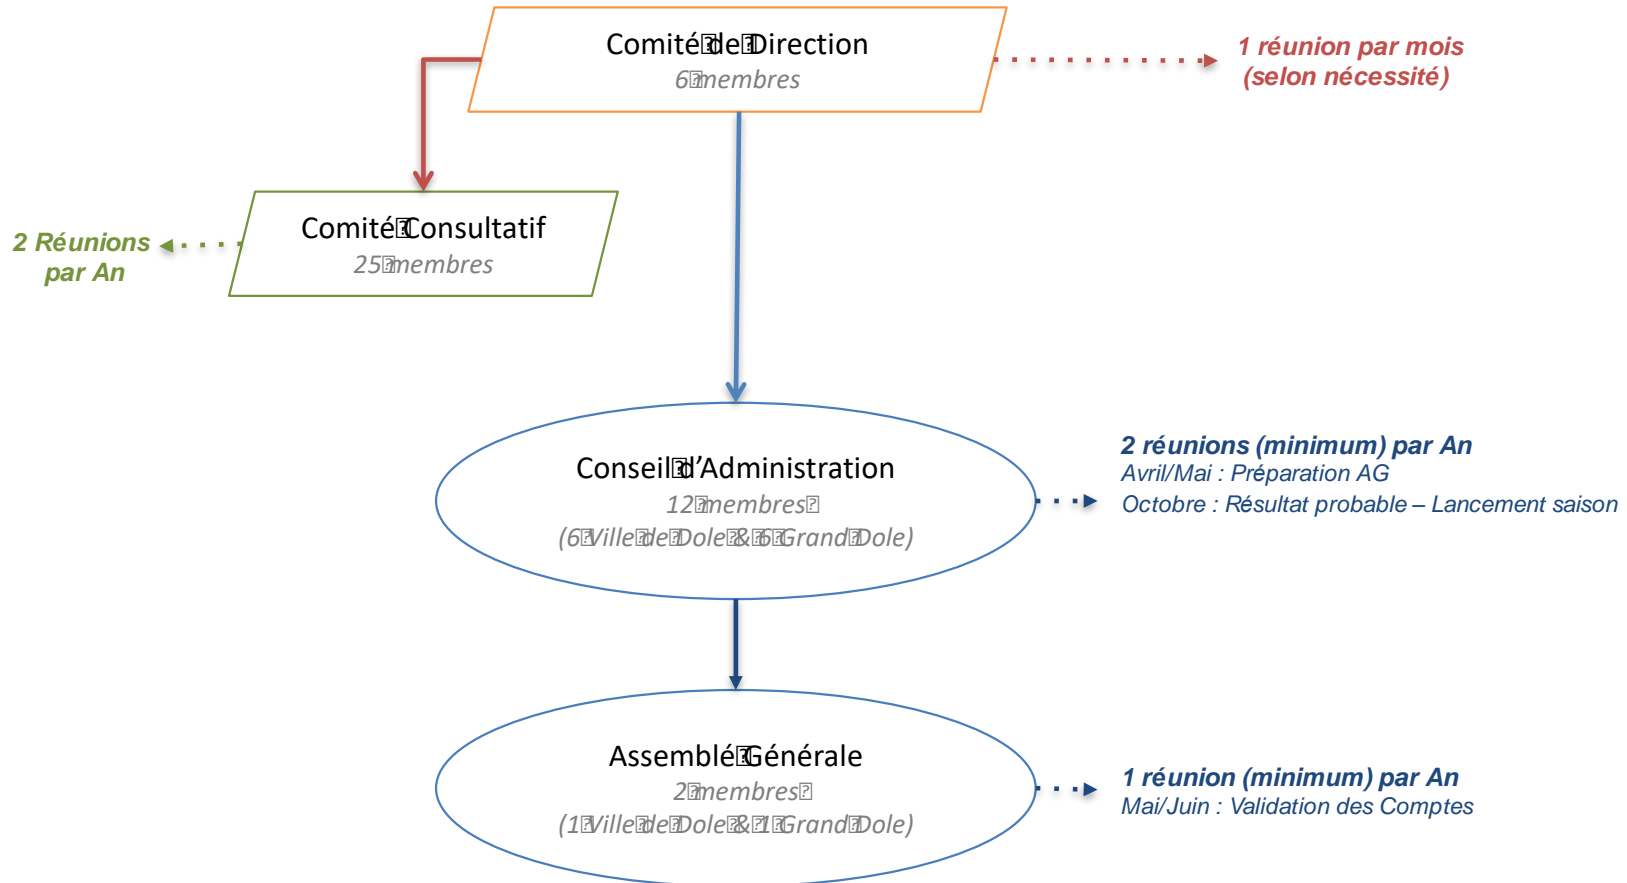 Comité de Direction
6 membres
1 réunion par mois
(selon nécessité)
Comité Consultatif
25 membres
2 Réunions
par An
Conseil d’Administration
12 membres
(6 Ville de Dole & 6 Grand Dole)
2 réunions (minimum) par An
Avril/Mai : Préparation AG
Octobre : Résultat probable – Lancement saison
Assemblé Générale
2 membres
(1 Ville de Dole & 1 Grand Dole)
1 réunion (minimum) par An
Mai/Juin : Validation des Comptes